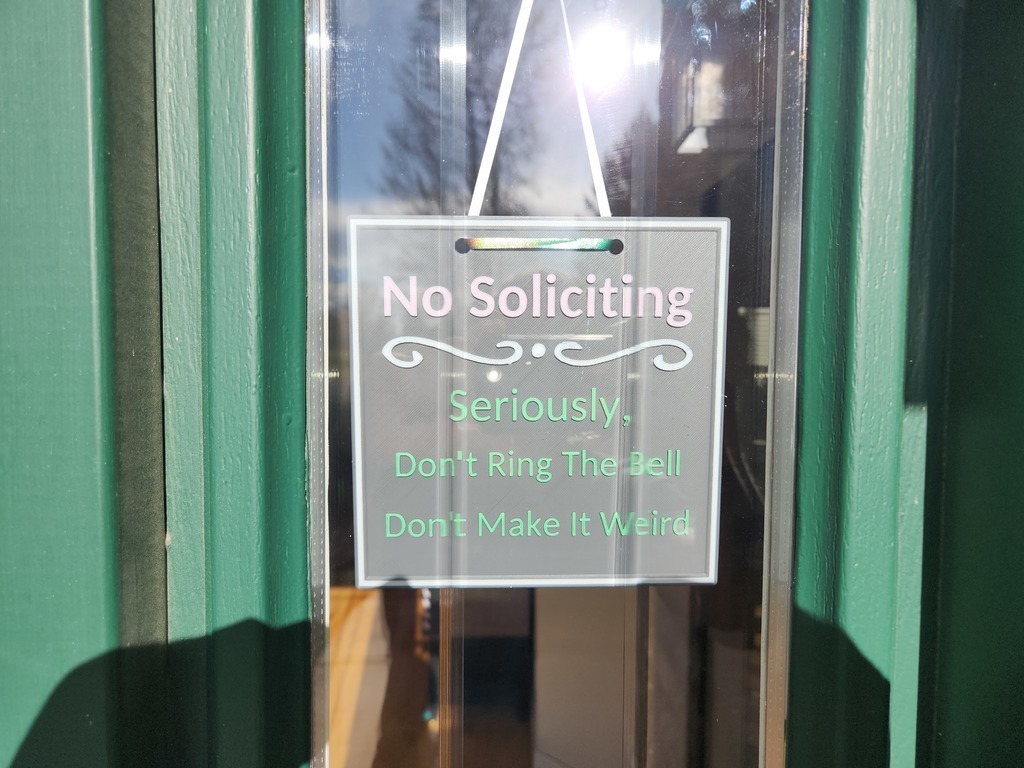 No Soliciting
Seriously,
Don't Ring The Bell
Don't Make It Weird